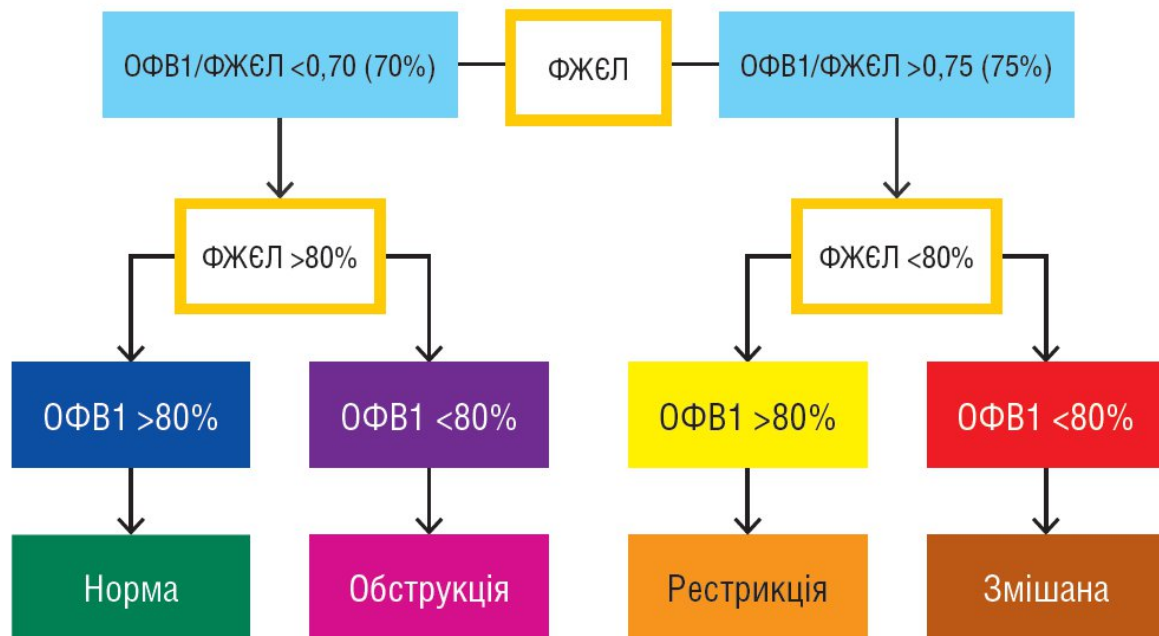 ОФВ1/ФЖЄЛ <0,70 (70%)
ФЖЄЛ
ОФВ1/ФЖЄЛ >0,75 (75%)
ФЖЄЛ >80%
ФЖЄЛ <80%
ОФВ1 >80%
ОФВ1 <80%
ОФВ1 >80%
ОФВ1 <80%
Норма
Обструкція
Рестрикція
Змішана